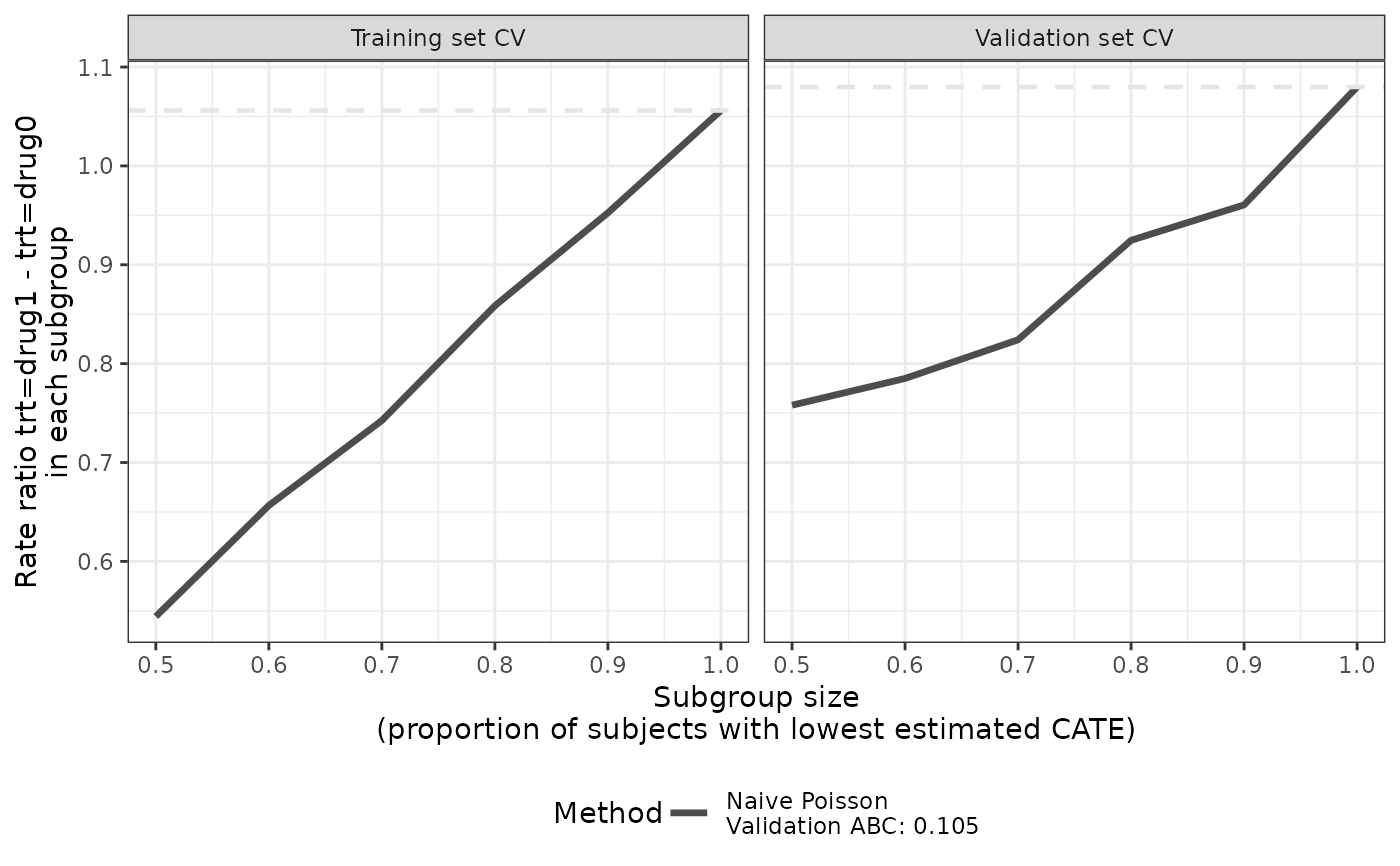 Training set CV
Validation set CV
Rate ratio trt=drug1 - trt=drug0
in each subgroup
1.1
1.0
0.9
0.8
0.7
0.6
0.5 0.6 0.7 0.8 0.9 1.0
0.5 0.6 0.7 0.8 0.9 1.0
Subgroup size
(proportion of subjects with lowest estimated CATE)
Method
Naive Poisson
Validation ABC: 0.105